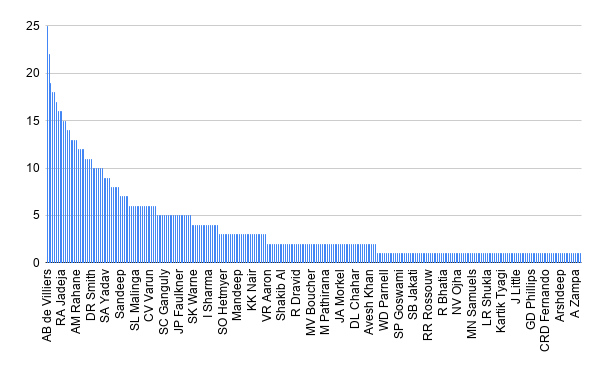 25
20
15
10
5
0
AB de Villiers
RA Jadeja
AM Rahane
DR Smith
SA Yadav
Sandeep
SL Malinga
CV Varun
SC Ganguly
JP Faulkner
SK Warne
I Sharma
SO Hetmyer
Mandeep
KK Nair
VR Aaron
Shakib Al
R Dravid
MV Boucher
M Pathirana
JA Morkel
DL Chahar
Avesh Khan
WD Parnell
SP Goswami
SB Jakati
RR Rossouw
R Bhatia
NV Ojha
MN Samuels
LR Shukla
Kartik Tyagi
J Little
GD Phillips
CRD Fernando
Arshdeep
A Zampa